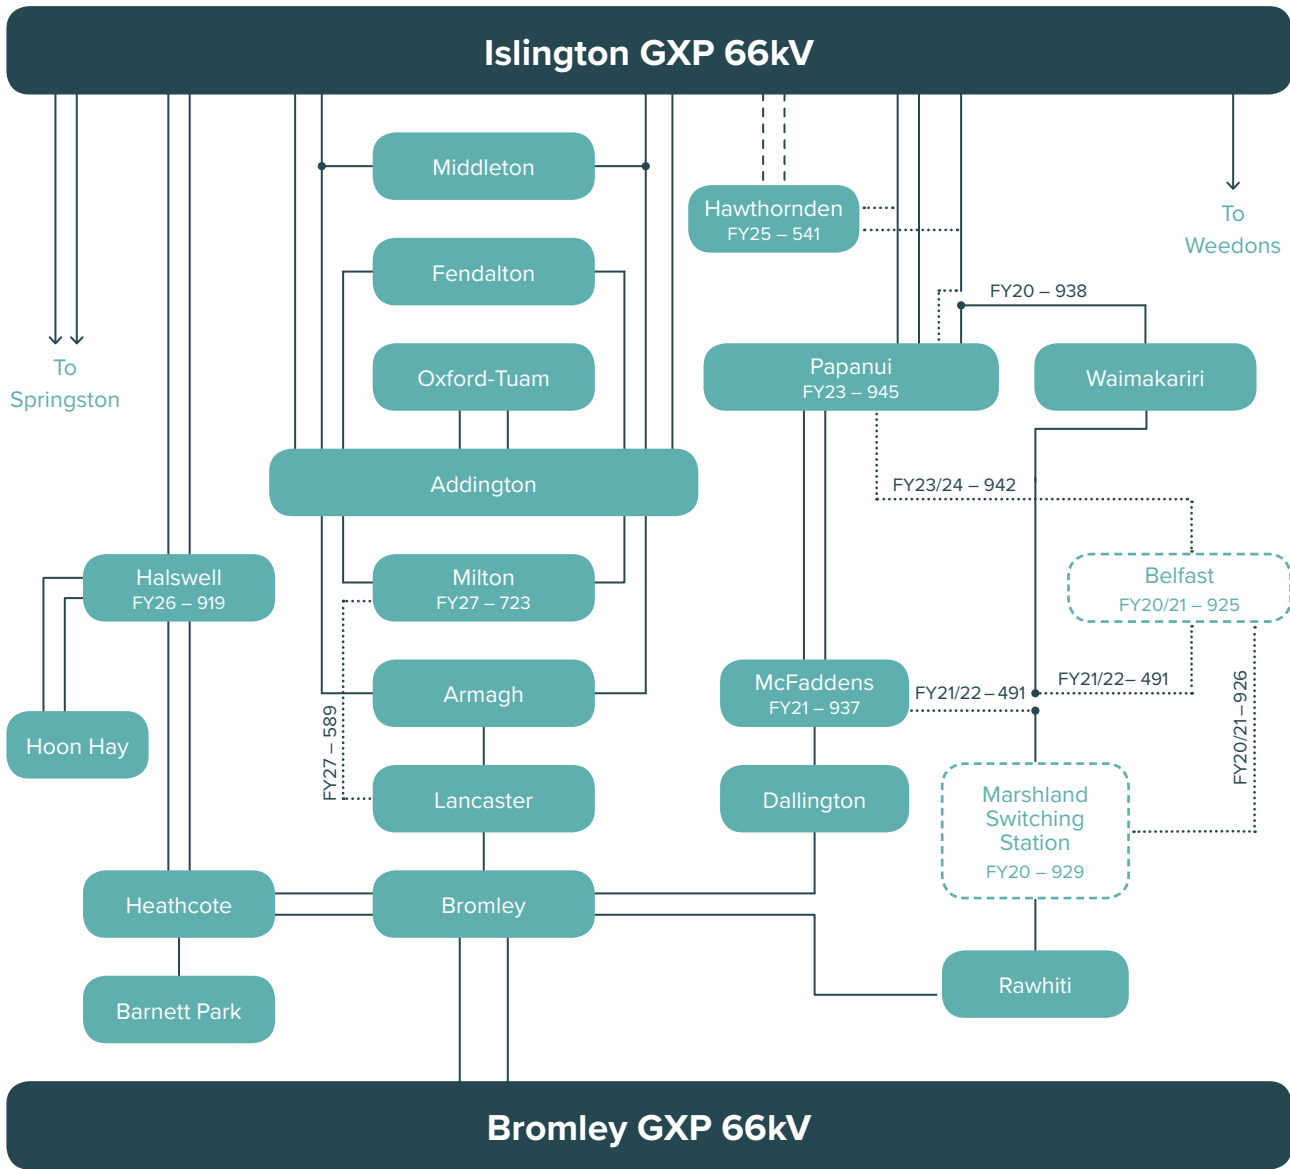 Islington GXP 66kV
Middleton
Hawthornden
FY25 – 541
To
Weedons
Fendalton
FY20 – 938
To
Springston
Oxford-Tuam
Papanui
FY23 – 945
Waimakariri
Addington
FY23/24 – 942
Halswell
FY26 – 919
Milton
FY27 – 723
Belfast
FY20/21 – 925
Hoon Hay
FY27 – 589
Armagh
McFaddens
FY21 – 937
FY21/22 – 491
FY21/22– 491
FY20/21 – 926
Lancaster
Dallington
Marshland
Switching
Station
FY20 – 929
Heathcote
Bromley
Rawhiti
Barnett Park
Bromley GXP 66kV